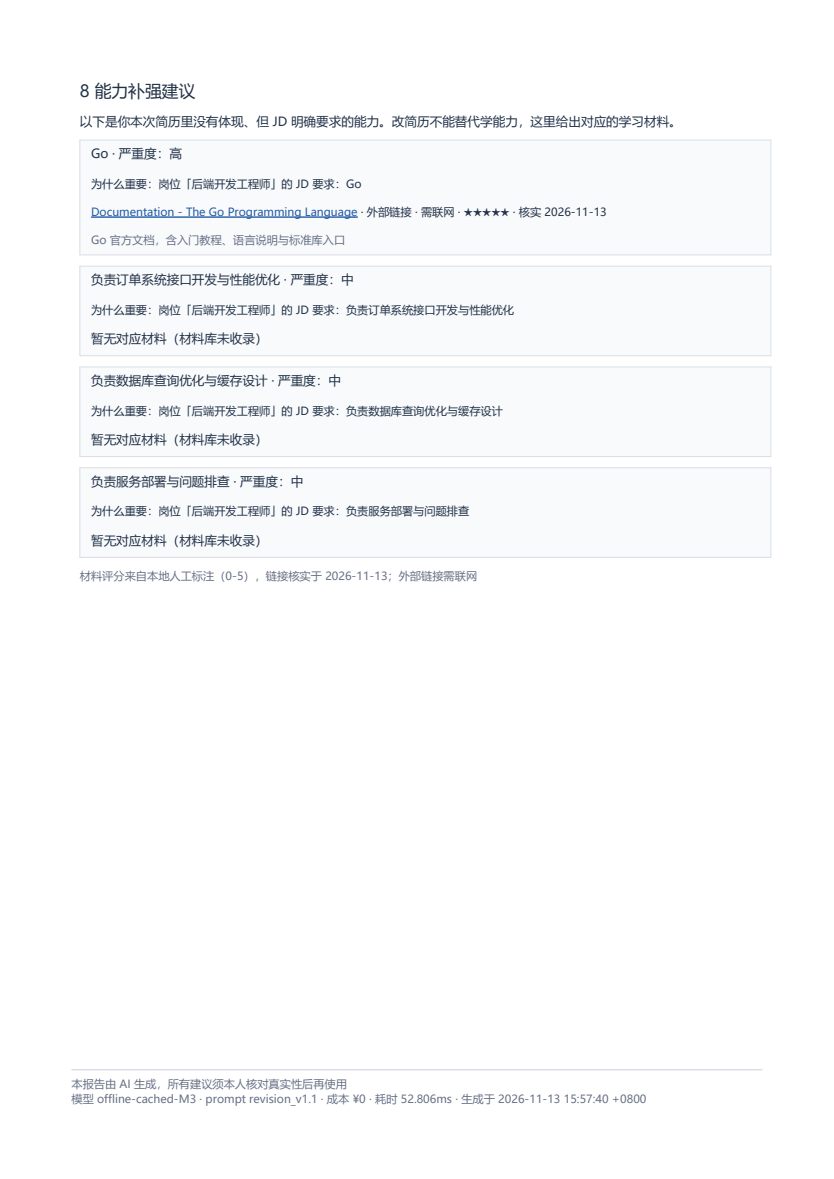 8 能力补强建议
以下是你本次简历里没有体现、但 JD 明确要求的能力。改简历不能替代学能力，这里给出对应的学习材料。
Go · 严重度：高
为什么重要：岗位「后端开发工程师」的 JD 要求：Go
Documentation - The Go Programming Language · 外部链接 · 需联网 · ★★★★★ · 核实 2026-11-13
Go 官方文档，含入门教程、语言说明与标准库入口
负责订单系统接口开发与性能优化 · 严重度：中
为什么重要：岗位「后端开发工程师」的 JD 要求：负责订单系统接口开发与性能优化
暂无对应材料（材料库未收录）
负责数据库查询优化与缓存设计 · 严重度：中
为什么重要：岗位「后端开发工程师」的 JD 要求：负责数据库查询优化与缓存设计
暂无对应材料（材料库未收录）
负责服务部署与问题排查 · 严重度：中
为什么重要：岗位「后端开发工程师」的 JD 要求：负责服务部署与问题排查
暂无对应材料（材料库未收录）
材料评分来自本地人工标注（0-5），链接核实于 2026-11-13；外部链接需联网
本报告由 AI 生成，所有建议须本人核对真实性后再使用
模型 offline-cached-M3 · prompt revision_v1.1 · 成本 ¥0 · 耗时 52.806ms · 生成于 2026-11-13 15:57:40 +0800